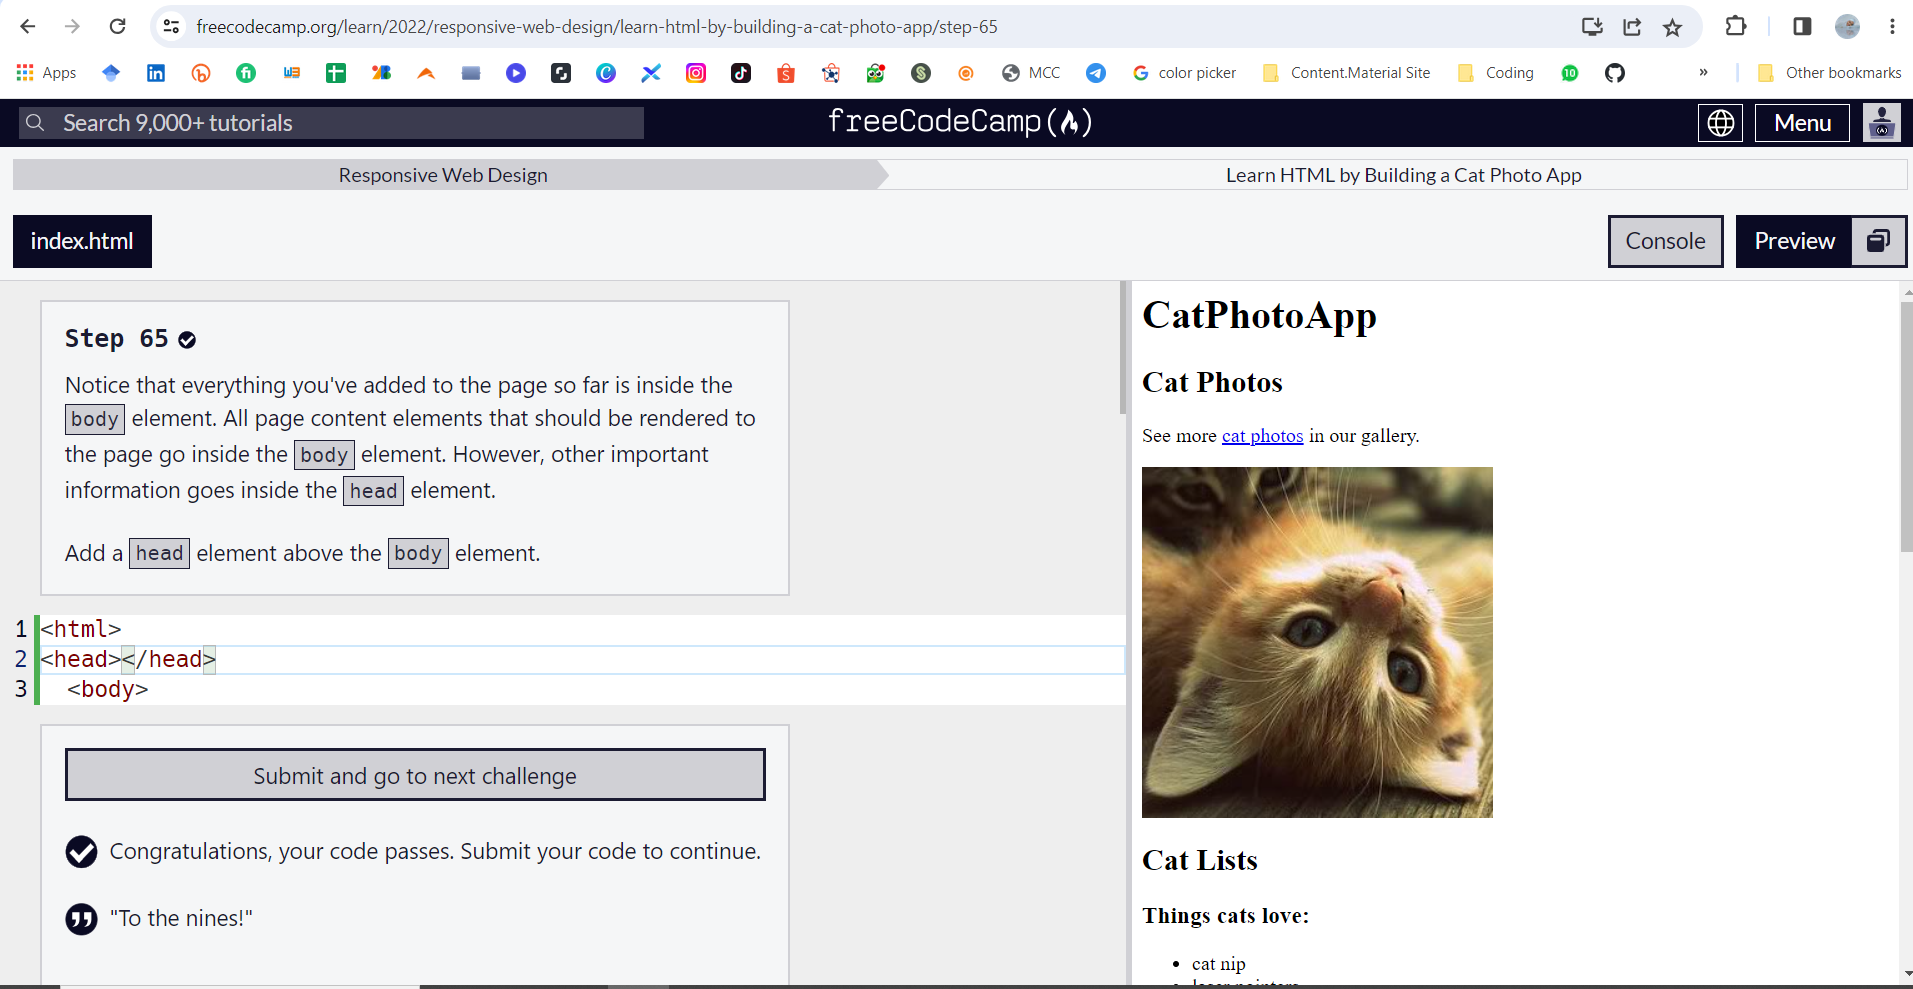 freecodecamp.org/learn/2022/responsive-web-design/learn-html-by-building-a-cat-photo-app/step-65
Apps
MCC
color picker
Content.Material Site
Coding
10
»
Other bookmarks
Search 9,000+ tutorials
freeCodeCamp
Menu
Responsive Web Design
Learn HTML by Building a Cat Photo App
index.html
Console
Preview
Step 65
Notice that everything you've added to the page so far is inside the
body element. All page content elements that should be rendered to
the page go inside the body element. However, other important
information goes inside the head element.
Add a head element above the body element.
1 <html>
2 <head></head>
3 <body>
Submit and go to next challenge
Congratulations, your code passes. Submit your code to continue.
"To the nines!"
CatPhotoApp
Cat Photos
See more cat photos in our gallery.
Cat Lists
Things cats love:
• cat nip
• laser pointers